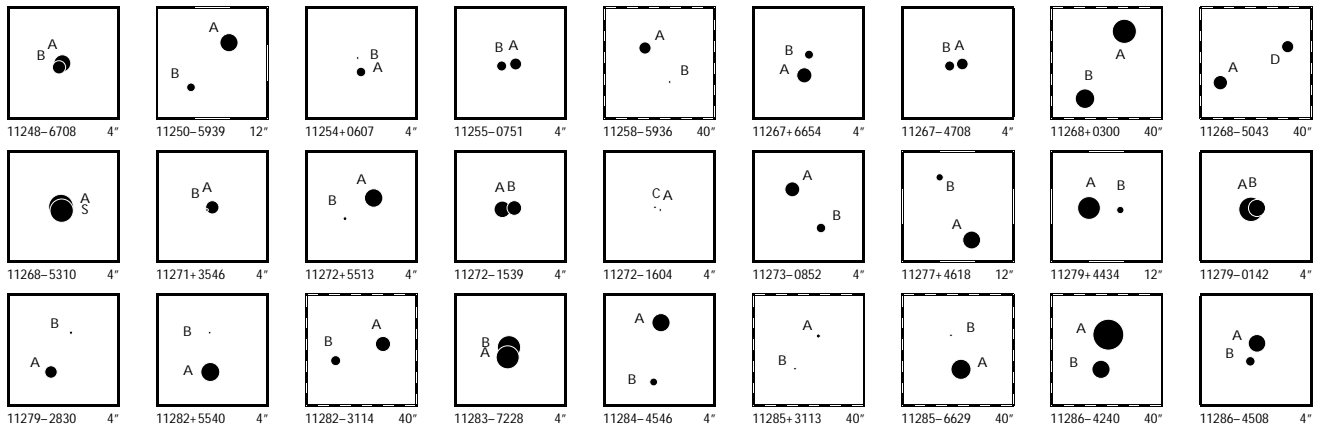 A
B
11248−6708 4″
A
B
11250−5939 12″
B
A
11254+0607 4″
B A
11255−0751 4″
A
B
11258−5936 40″
B
A
11267+6654 4″
B A
11267−4708 4″
A
B
11268+0300 40″
D
A
11268−5043 40″
A
S
11268−5310 4″
B A
11271+3546 4″
A
B
11272+5513 4″
A B
11272−1539 4″
C A
11272−1604 4″
A
B
11273−0852 4″
B
A
11277+4618 12″
A B
11279+4434 12″
A B
11279−0142 4″
B
A
11279−2830 4″
B
A
11282+5540 4″
A
B
11282−3114 40″
B
A
11283−7228 4″
A
B
11284−4546 4″
A
B
11285+3113 40″
B
A
11285−6629 40″
A
B
11286−4240 40″
A
B
11286−4508 4″